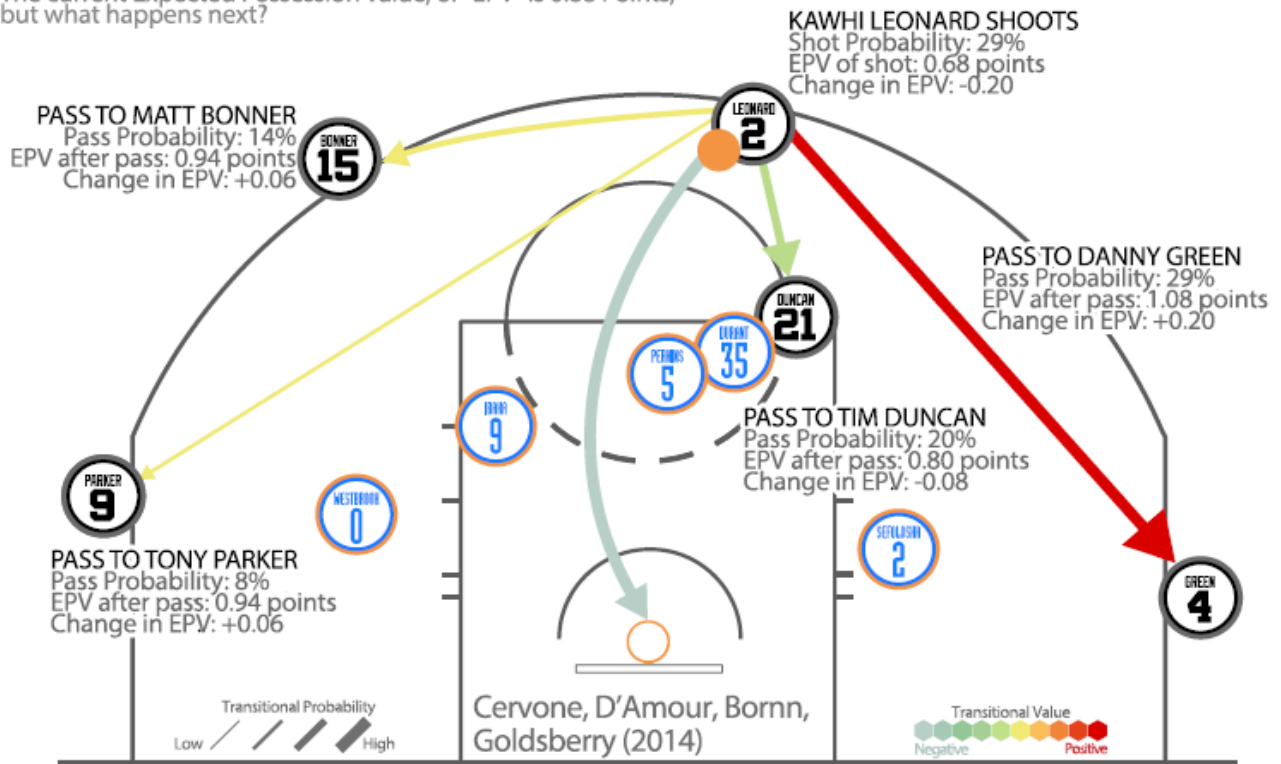 but what happens next?
KAWHI LEONARD SHOOTS
Shot Probability: 29%
EPV of shot: 0.68 points
Change in EPV: -0.20
PASS TO MATT BONNER
Pass Probability: 14%
EPV after pass: 0.94 points
Change in EPV: +0.06
BONNER
15
LEONARD
2
PASS TO DANNY GREEN
Pass Probability: 29%
EPV after pass: 1.08 points
Change in EPV: +0.20
DUNCAN
21
DURANT
35
PERKINS
5
IBAKA
9
PASS TO TIM DUNCAN
Pass Probability: 20%
EPV after pass: 0.80 points
Change in EPV: -0.08
PARKER
9
WESTBROOK
0
SEFOLOSHA
2
PASS TO TONY PARKER
Pass Probability: 8%
EPV after pass: 0.94 points
Change in EPV: +0.06
GREEN
4
Cervone, D'Amour, Bornn,
Goldsberry (2014)
Transitional Probability
Low High
Transitional Value
Negative Positive